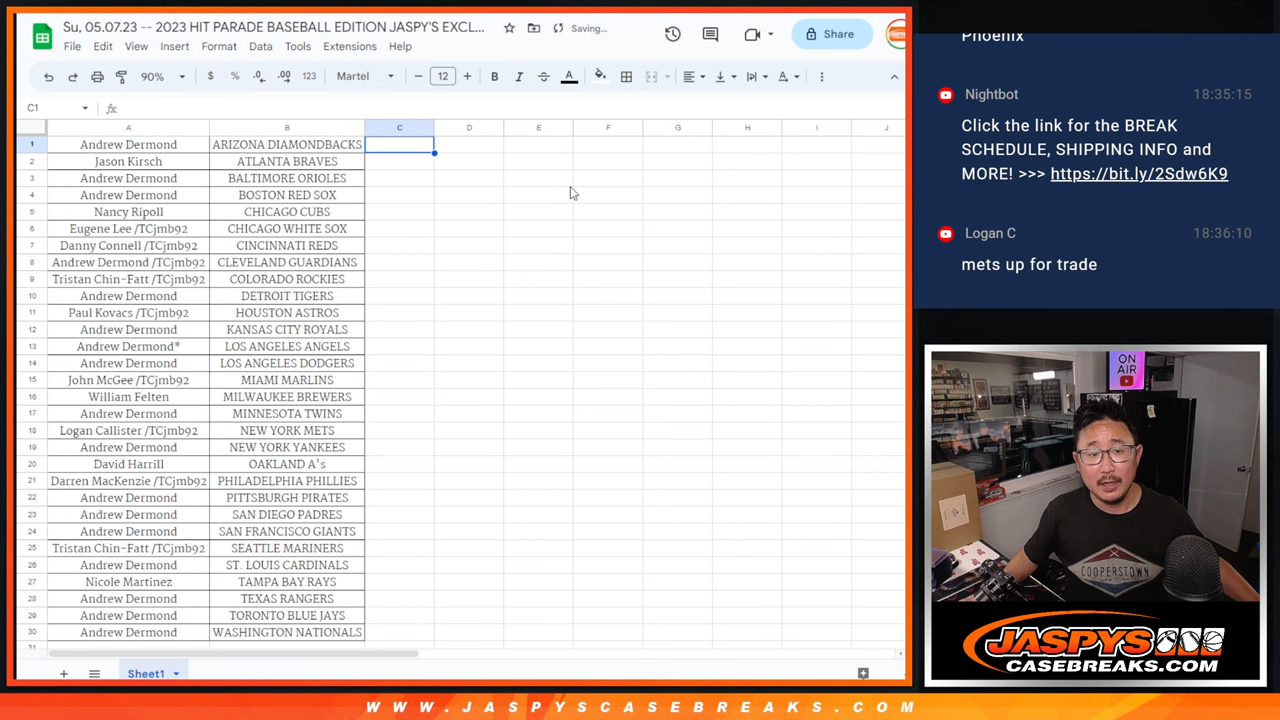 Su, 05.07.23 -- 2023 HIT PARADE BASEBALL EDITION JASPY'S EXCL...
Saving...
Share
File Edit View Insert Format Data Tools Extensions Help
90% $ % .0 .00 123 Martel 12 B I A
C1 fx
A B C D E F G H I J
1 Andrew Dermond ARIZONA DIAMONDBACKS
2 Jason Kirsch ATLANTA BRAVES
3 Andrew Dermond BALTIMORE ORIOLES
4 Andrew Dermond BOSTON RED SOX
5 Nancy Ripoll CHICAGO CUBS
6 Eugene Lee /TCjmb92 CHICAGO WHITE SOX
7 Danny Connell /TCjmb92 CINCINNATI REDS
8 Andrew Dermond /TCjmb92 CLEVELAND GUARDIANS
9 Tristan Chin-Fatt /TCjmb92 COLORADO ROCKIES
10 Andrew Dermond DETROIT TIGERS
11 Paul Kovacs /TCjmb92 HOUSTON ASTROS
12 Andrew Dermond KANSAS CITY ROYALS
13 Andrew Dermond* LOS ANGELES ANGELS
14 Andrew Dermond LOS ANGELES DODGERS
15 John McGee /TCjmb92 MIAMI MARLINS
16 William Felten MILWAUKEE BREWERS
17 Andrew Dermond MINNESOTA TWINS
18 Logan Callister /TCjmb92 NEW YORK METS
19 Andrew Dermond NEW YORK YANKEES
20 David Harrill OAKLAND A's
21 Darren MacKenzie /TCjmb92 PHILADELPHIA PHILLIES
22 Andrew Dermond PITTSBURGH PIRATES
23 Andrew Dermond SAN DIEGO PADRES
24 Andrew Dermond SAN FRANCISCO GIANTS
25 Tristan Chin-Fatt /TCjmb92 SEATTLE MARINERS
26 Andrew Dermond ST. LOUIS CARDINALS
27 Nicole Martinez TAMPA BAY RAYS
28 Andrew Dermond TEXAS RANGERS
29 Andrew Dermond TORONTO BLUE JAYS
30 Andrew Dermond WASHINGTON NATIONALS
Sheet1
Phoenix
Nightbot 18:35:15
Click the link for the BREAK
SCHEDULE, SHIPPING INFO and
MORE! >>> https://bit.ly/2Sdw6K9
Logan C 18:36:10
mets up for trade
ON
AIR
COOPERSTOWN
JASPYS
CASEBREAKS.COM
WWW.JASPYSCASEBREAKS.COM